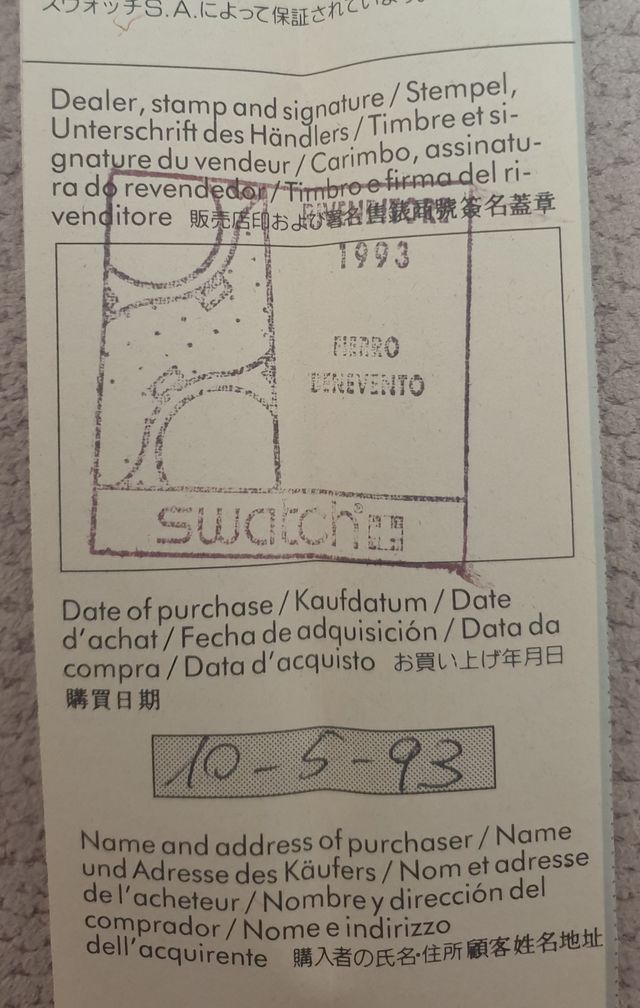 スウォッチS.A.によって保証されています。
Dealer, stamp and signature / Stempel,
Unterschrift des Händlers / Timbre et si-
gnature du vendeur / Carimbo, assinatu-
ra do revendedor / Timbro e firma del ri-
venditore 販売店印および署名 售錶商號簽名蓋章
RIVENDITORE
1993
FIERRO
BENEVENTO
swatch
Date of purchase / Kaufdatum / Date
d'achat / Fecha de adquisición / Data da
compra / Data d'acquisto お買い上げ年月日
購買日期
10-5-93
Name and address of purchaser / Name
und Adresse des Käufers / Nom et adresse
de l'acheteur / Nombre y dirección del
comprador / Nome e indirizzo
dell'acquirente 購入者の氏名·住所 顧客姓名地址